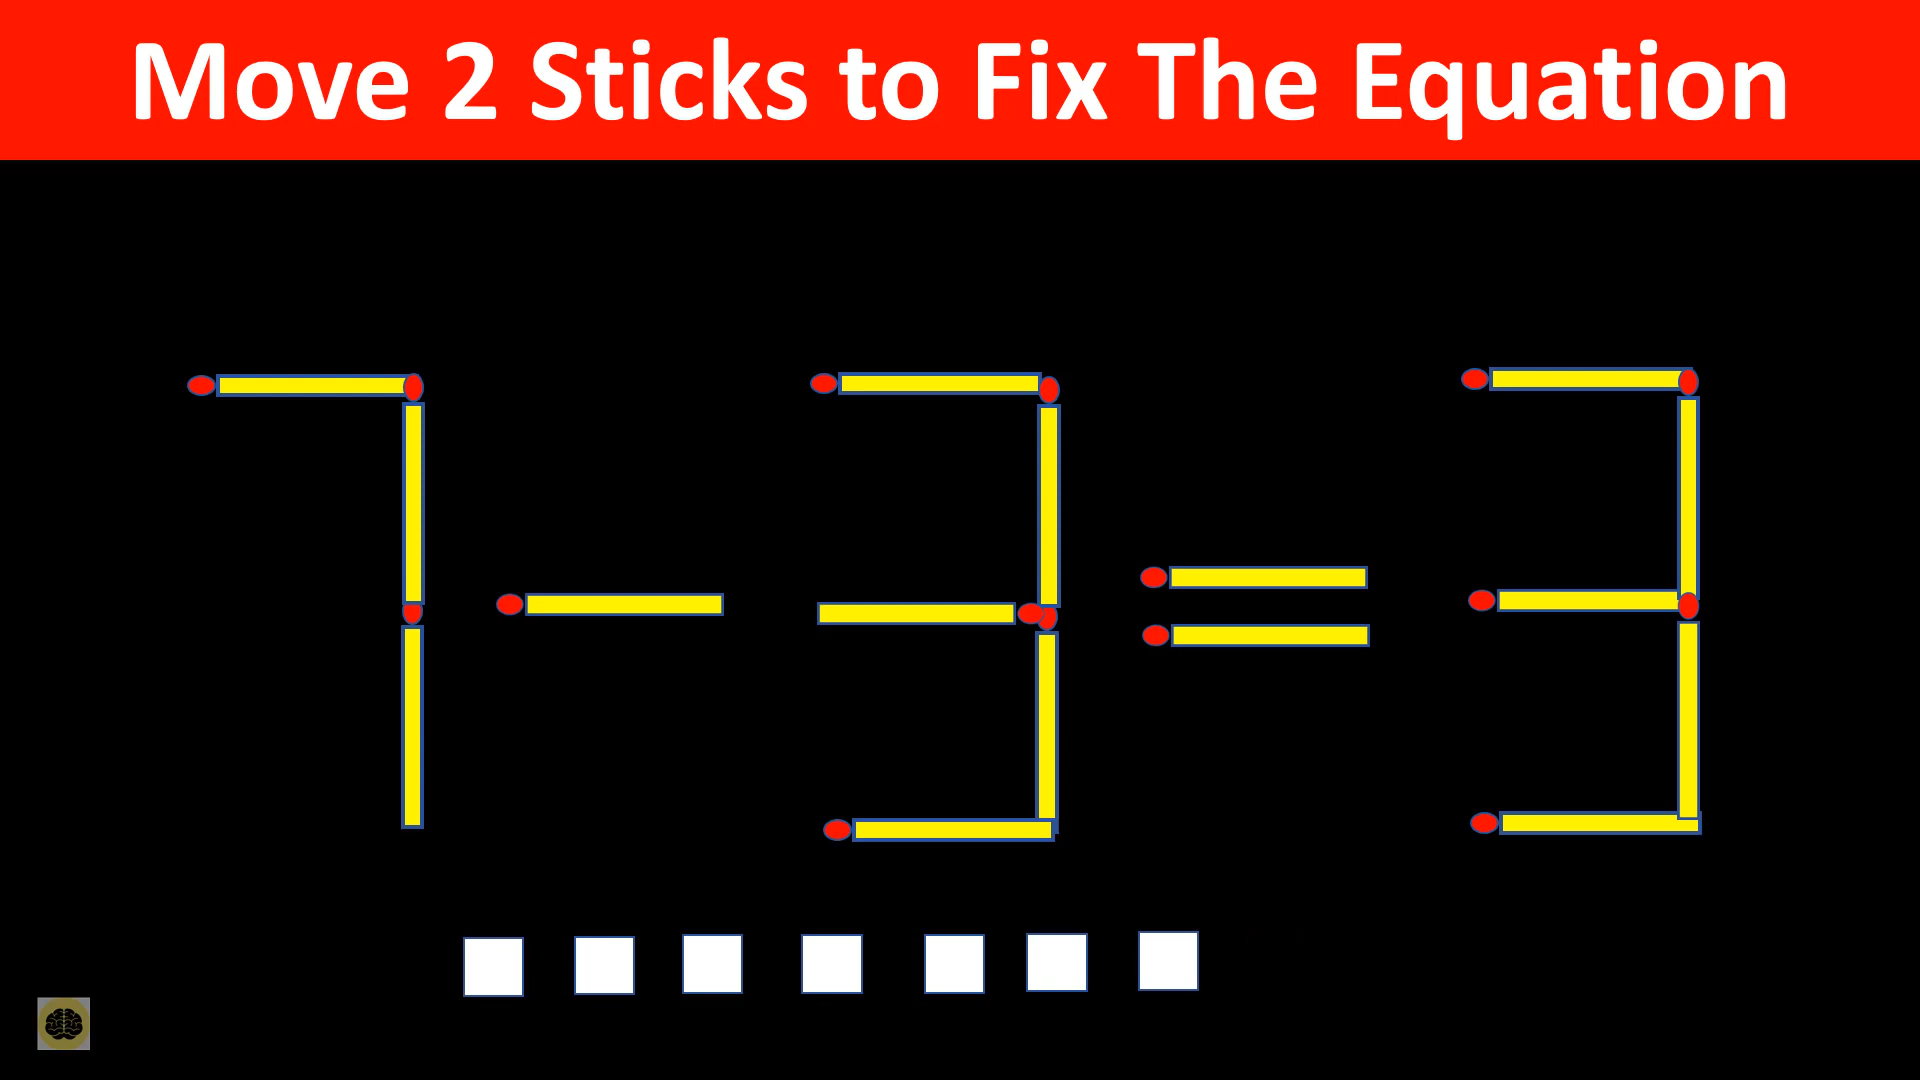 Move 2 Sticks to Fix The Equation
7 - 3 = 3